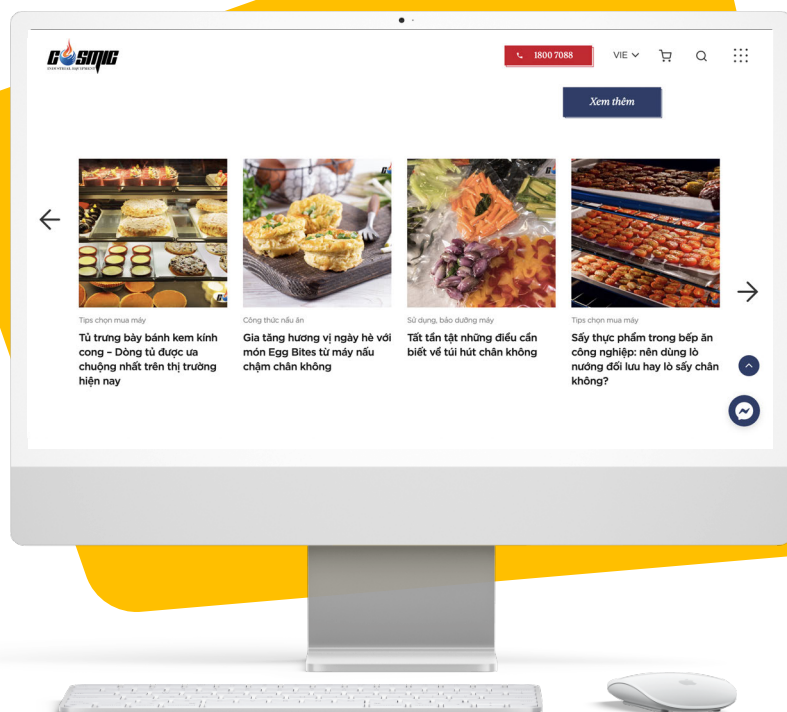 COSMIC
INDUSTRIAL EQUIPMENT
1800 7088
VIE
Xem thêm
Tips chọn mua máy
Tủ trưng bày bánh kem kính
cong – Dòng tủ được ưa
chuộng nhất trên thị trường
hiện nay
Công thức nấu ăn
Gia tăng hương vị ngày hè với
món Egg Bites từ máy nấu
chậm chân không
Sử dụng, bảo dưỡng máy
Tất tần tật những điều cần
biết về túi hút chân không
Tips chọn mua máy
Sấy thực phẩm trong bếp ăn
công nghiệp: nên dùng lò
nướng đối lưu hay lò sấy chân
không?